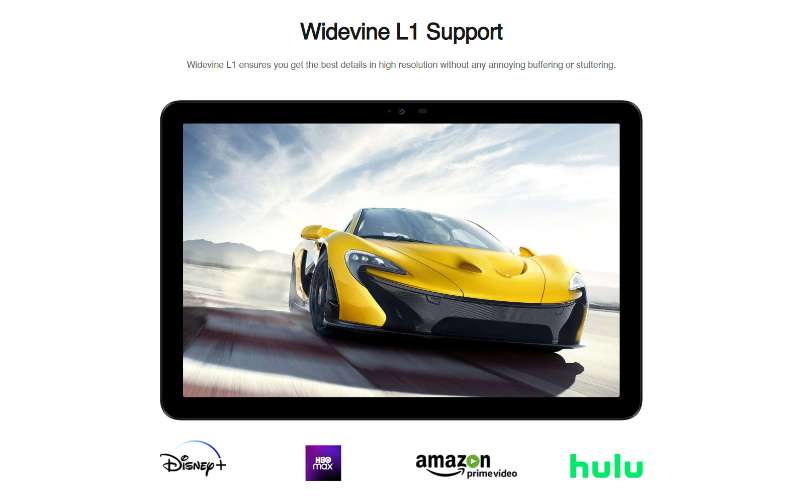 Widevine L1 Support
Widevine L1 ensures you get the best details in high resolution without any annoying buffering or stuttering.
Disney+
HBO
max
amazon
prime video
hulu